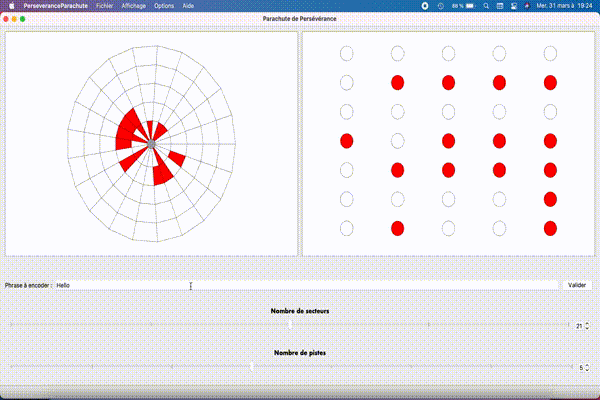 PerseveranceParachute Fichier Affichage Options Aide 88 % Mer. 31 mars à 19:24
Parachute de Persévérance
Phrase à encoder : Hello Valider
Nombre de secteurs
21
Nombre de pistes
5